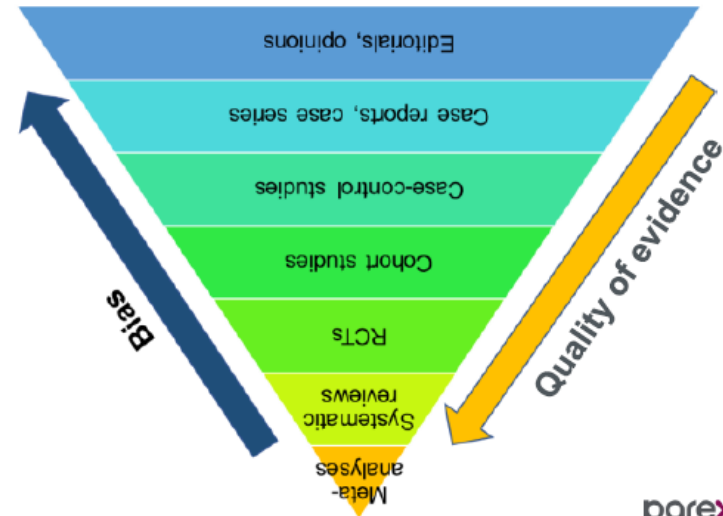 Editorials, opinions
Case reports, case series
Case-control studies
Cohort studies
RCTs
Systematic
reviews
Meta-
analyses
Bias
Quality of evidence